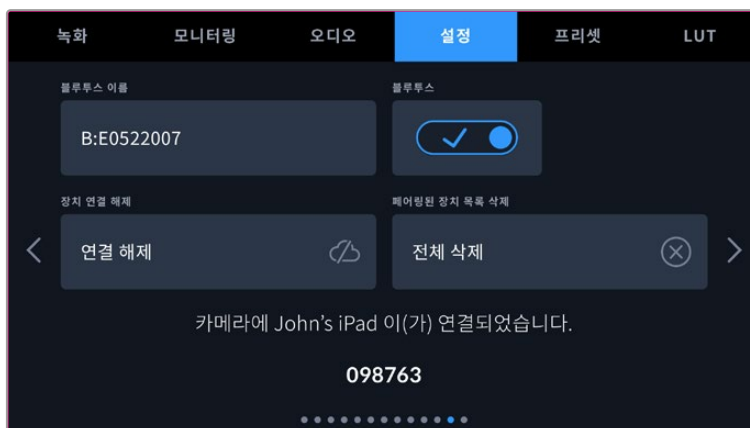 녹화 모니터링 오디오 설정 프리셋 LUT
블루투스 이름 블루투스
B:E0522007
장치 연결 해제 페어링된 장치 목록 삭제
연결 해제 전체 삭제
카메라에 John’s iPad 이(가) 연결되었습니다.
098763